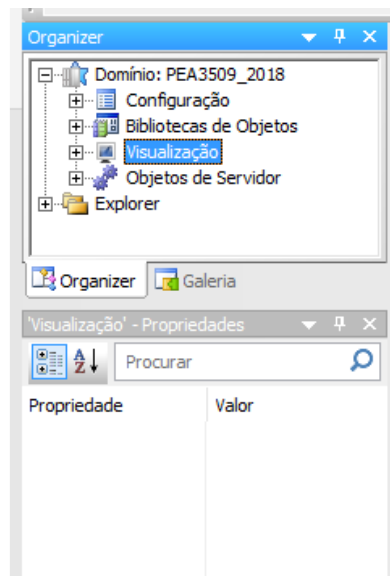 Organizer
Domínio: PEA3509_2018
Configuração
Bibliotecas de Objetos
Visualização
Objetos de Servidor
Explorer
Organizer Galeria
'Visualização' - Propriedades
A Z Procurar
Propriedade Valor